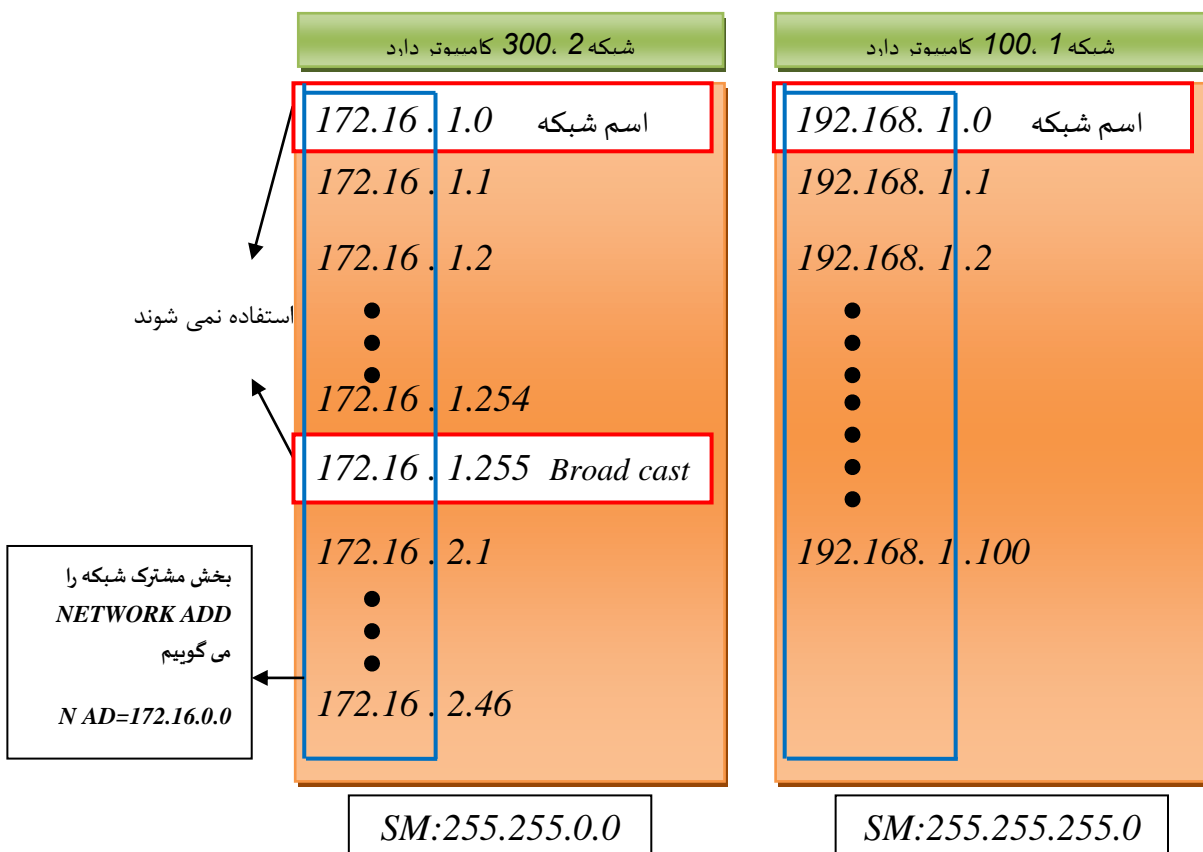 شبکه 1 ،100 کامپیوتر دارد
192.168. 1 .0 اسم شبکه
192.168. 1 .1
192.168. 1 .2
192.168. 1 .100
SM:255.255.255.0
شبکه 2 ،300 کامپیوتر دارد
172.16 . 1.0 اسم شبکه
172.16 . 1.1
172.16 . 1.2
172.16 . 1.254
172.16 . 1.255 Broad cast
172.16 . 2.1
172.16 . 2.46
SM:255.255.0.0
استفاده نمی شوند
بخش مشترک شبکه را
NETWORK ADD
می گوییم
N AD=172.16.0.0